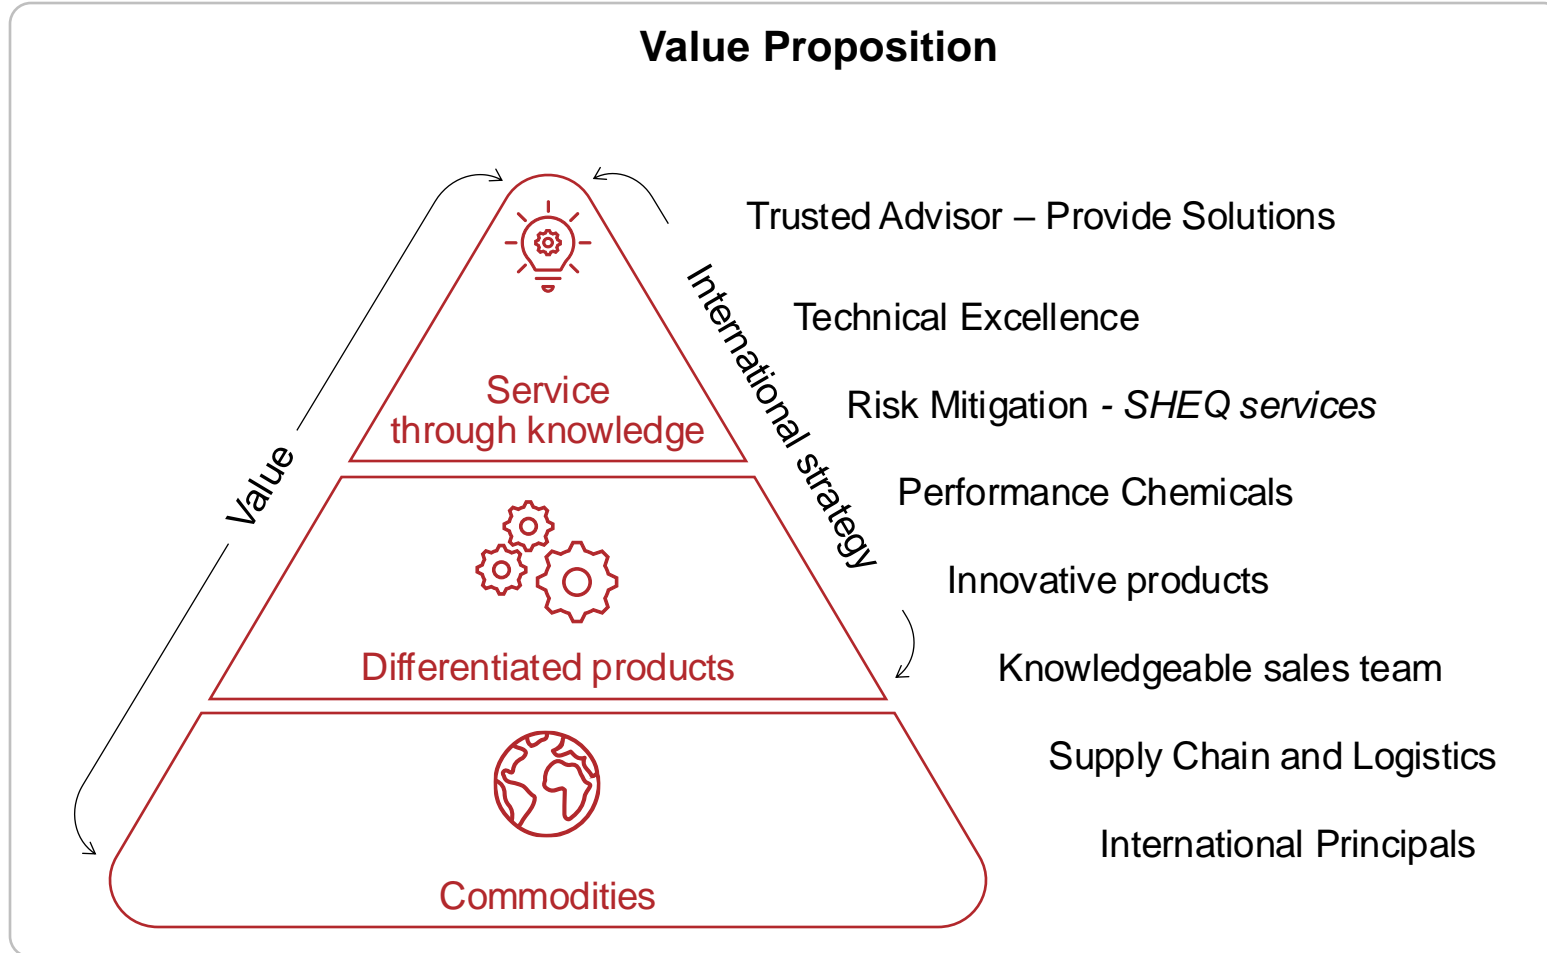 Value Proposition
Trusted Advisor – Provide Solutions
Technical Excellence
Risk Mitigation - SHEQ services
Performance Chemicals
Innovative products
Knowledgeable sales team
Supply Chain and Logistics
International Principals
International strategy
Value
Service
through knowledge
Differentiated products
Commodities